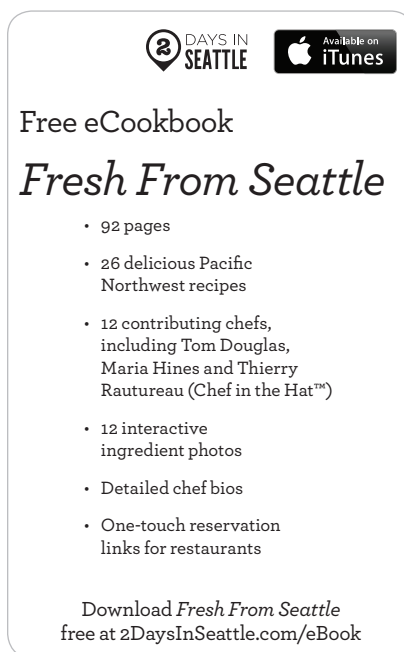 2 DAYS IN
SEATTLE
Available on
iTunes
Free eCookbook
Fresh From Seattle
• 92 pages
• 26 delicious Pacific
Northwest recipes
• 12 contributing chefs,
including Tom Douglas,
Maria Hines and Thierry
Rautureau (Chef in the Hat™)
• 12 interactive
ingredient photos
• Detailed chef bios
• One-touch reservation
links for restaurants
Download Fresh From Seattle
free at 2DaysInSeattle.com/eBook